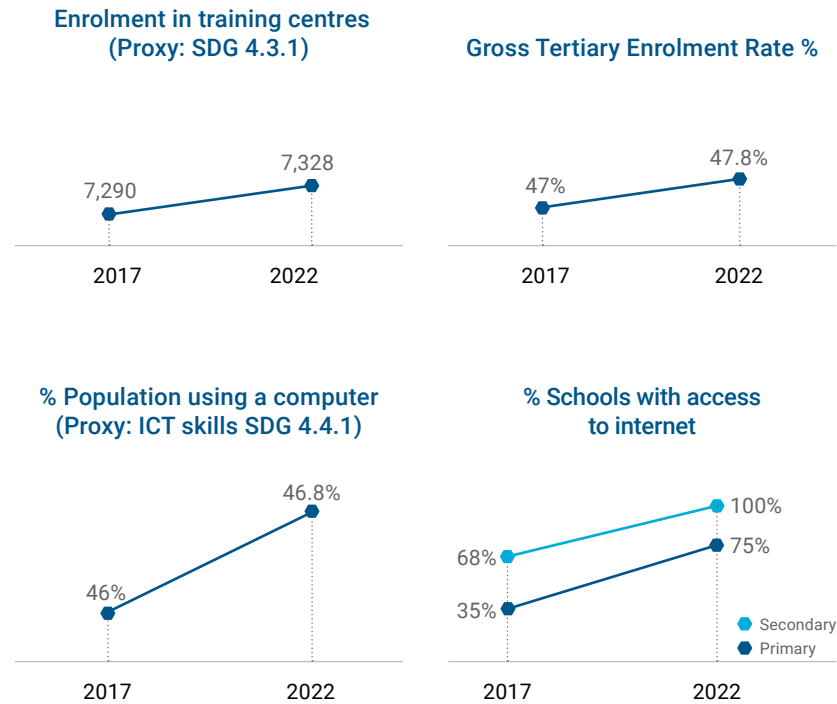 Enrolment in training centres
(Proxy: SDG 4.3.1)
7,290
7,328
2017
2022
Gross Tertiary Enrolment Rate %
47%
47.8%
2017
2022
% Population using a computer
(Proxy: ICT skills SDG 4.4.1)
46%
46.8%
2017
2022
% Schools with access
to internet
68%
100%
35%
75%
Secondary
Primary
2017
2022